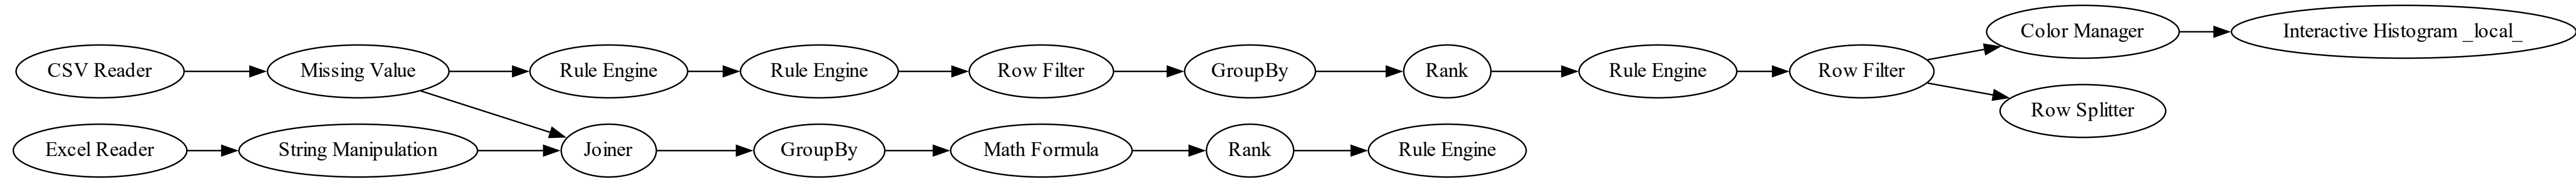 CSV Reader
Missing Value
Rule Engine
Rule Engine
Row Filter
GroupBy
Rank
Rule Engine
Row Filter
Color Manager
Interactive Histogram _local_
Row Splitter
Excel Reader
String Manipulation
Joiner
GroupBy
Math Formula
Rank
Rule Engine